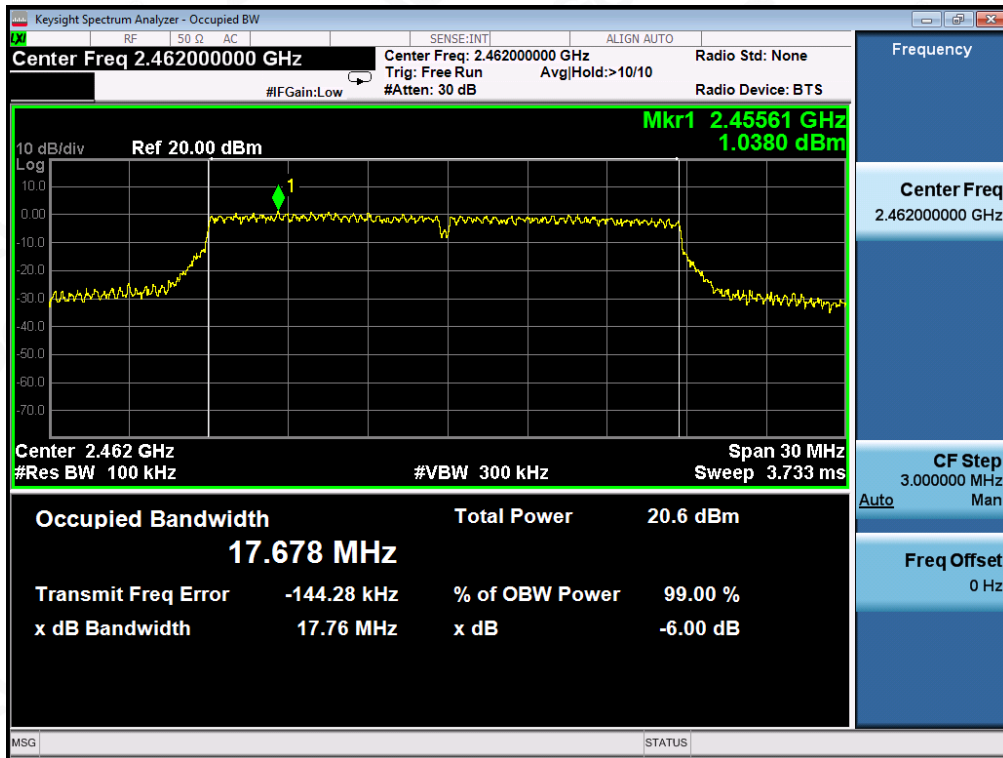 Keysight Spectrum Analyzer - Occupied BW
LXI RF 50 Ω AC SENSE:INT ALIGN AUTO
Center Freq 2.462000000 GHz
#IFGain:Low
Center Freq: 2.462000000 GHz
Trig: Free Run Avg|Hold:>10/10
#Atten: 30 dB
Radio Std: None
Radio Device: BTS
Mkr1 2.45561 GHz
1.0380 dBm
10 dB/div Ref 20.00 dBm
Log
10.0
0.00
-10.0
-20.0
-30.0
-40.0
-50.0
-60.0
-70.0
1
Center 2.462 GHz Span 30 MHz
#Res BW 100 kHz #VBW 300 kHz Sweep 3.733 ms
Occupied Bandwidth Total Power 20.6 dBm
17.678 MHz
Transmit Freq Error -144.28 kHz % of OBW Power 99.00 %
x dB Bandwidth 17.76 MHz x dB -6.00 dB
MSG STATUS
Frequency
Center Freq
2.462000000 GHz
CF Step
3.000000 MHz
Auto Man
Freq Offset
0 Hz